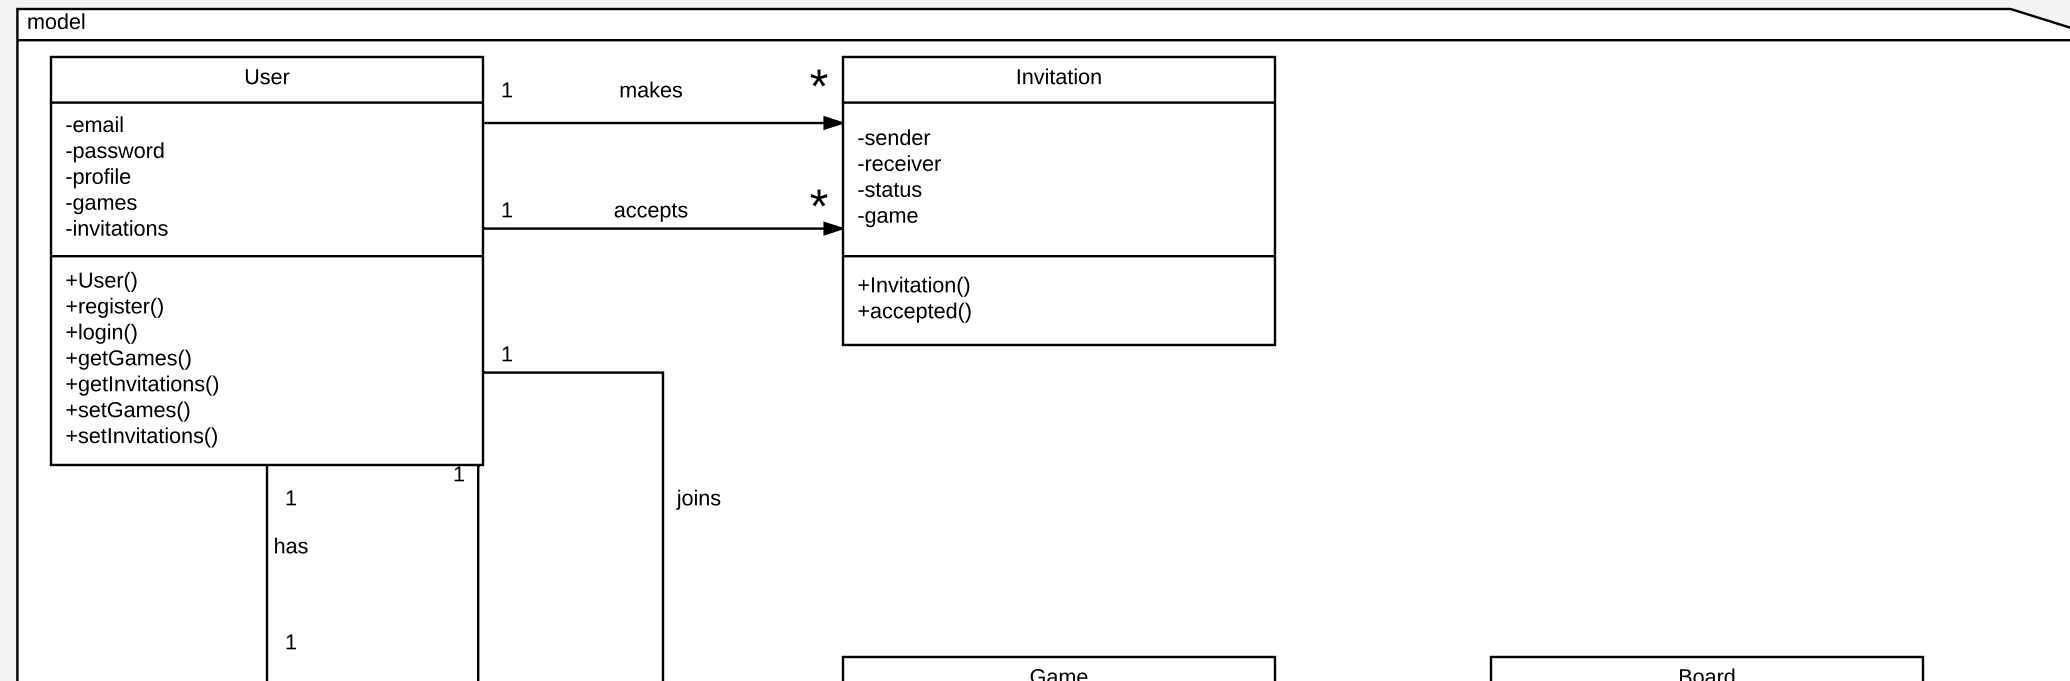 model
User
-email
-password
-profile
-games
-invitations
+User()
+register()
+login()
+getGames()
+getInvitations()
+setGames()
+setInvitations()
1 makes *
1 accepts *
Invitation
-sender
-receiver
-status
-game
+Invitation()
+accepted()
1
joins
1
1
has
1
Game
Board